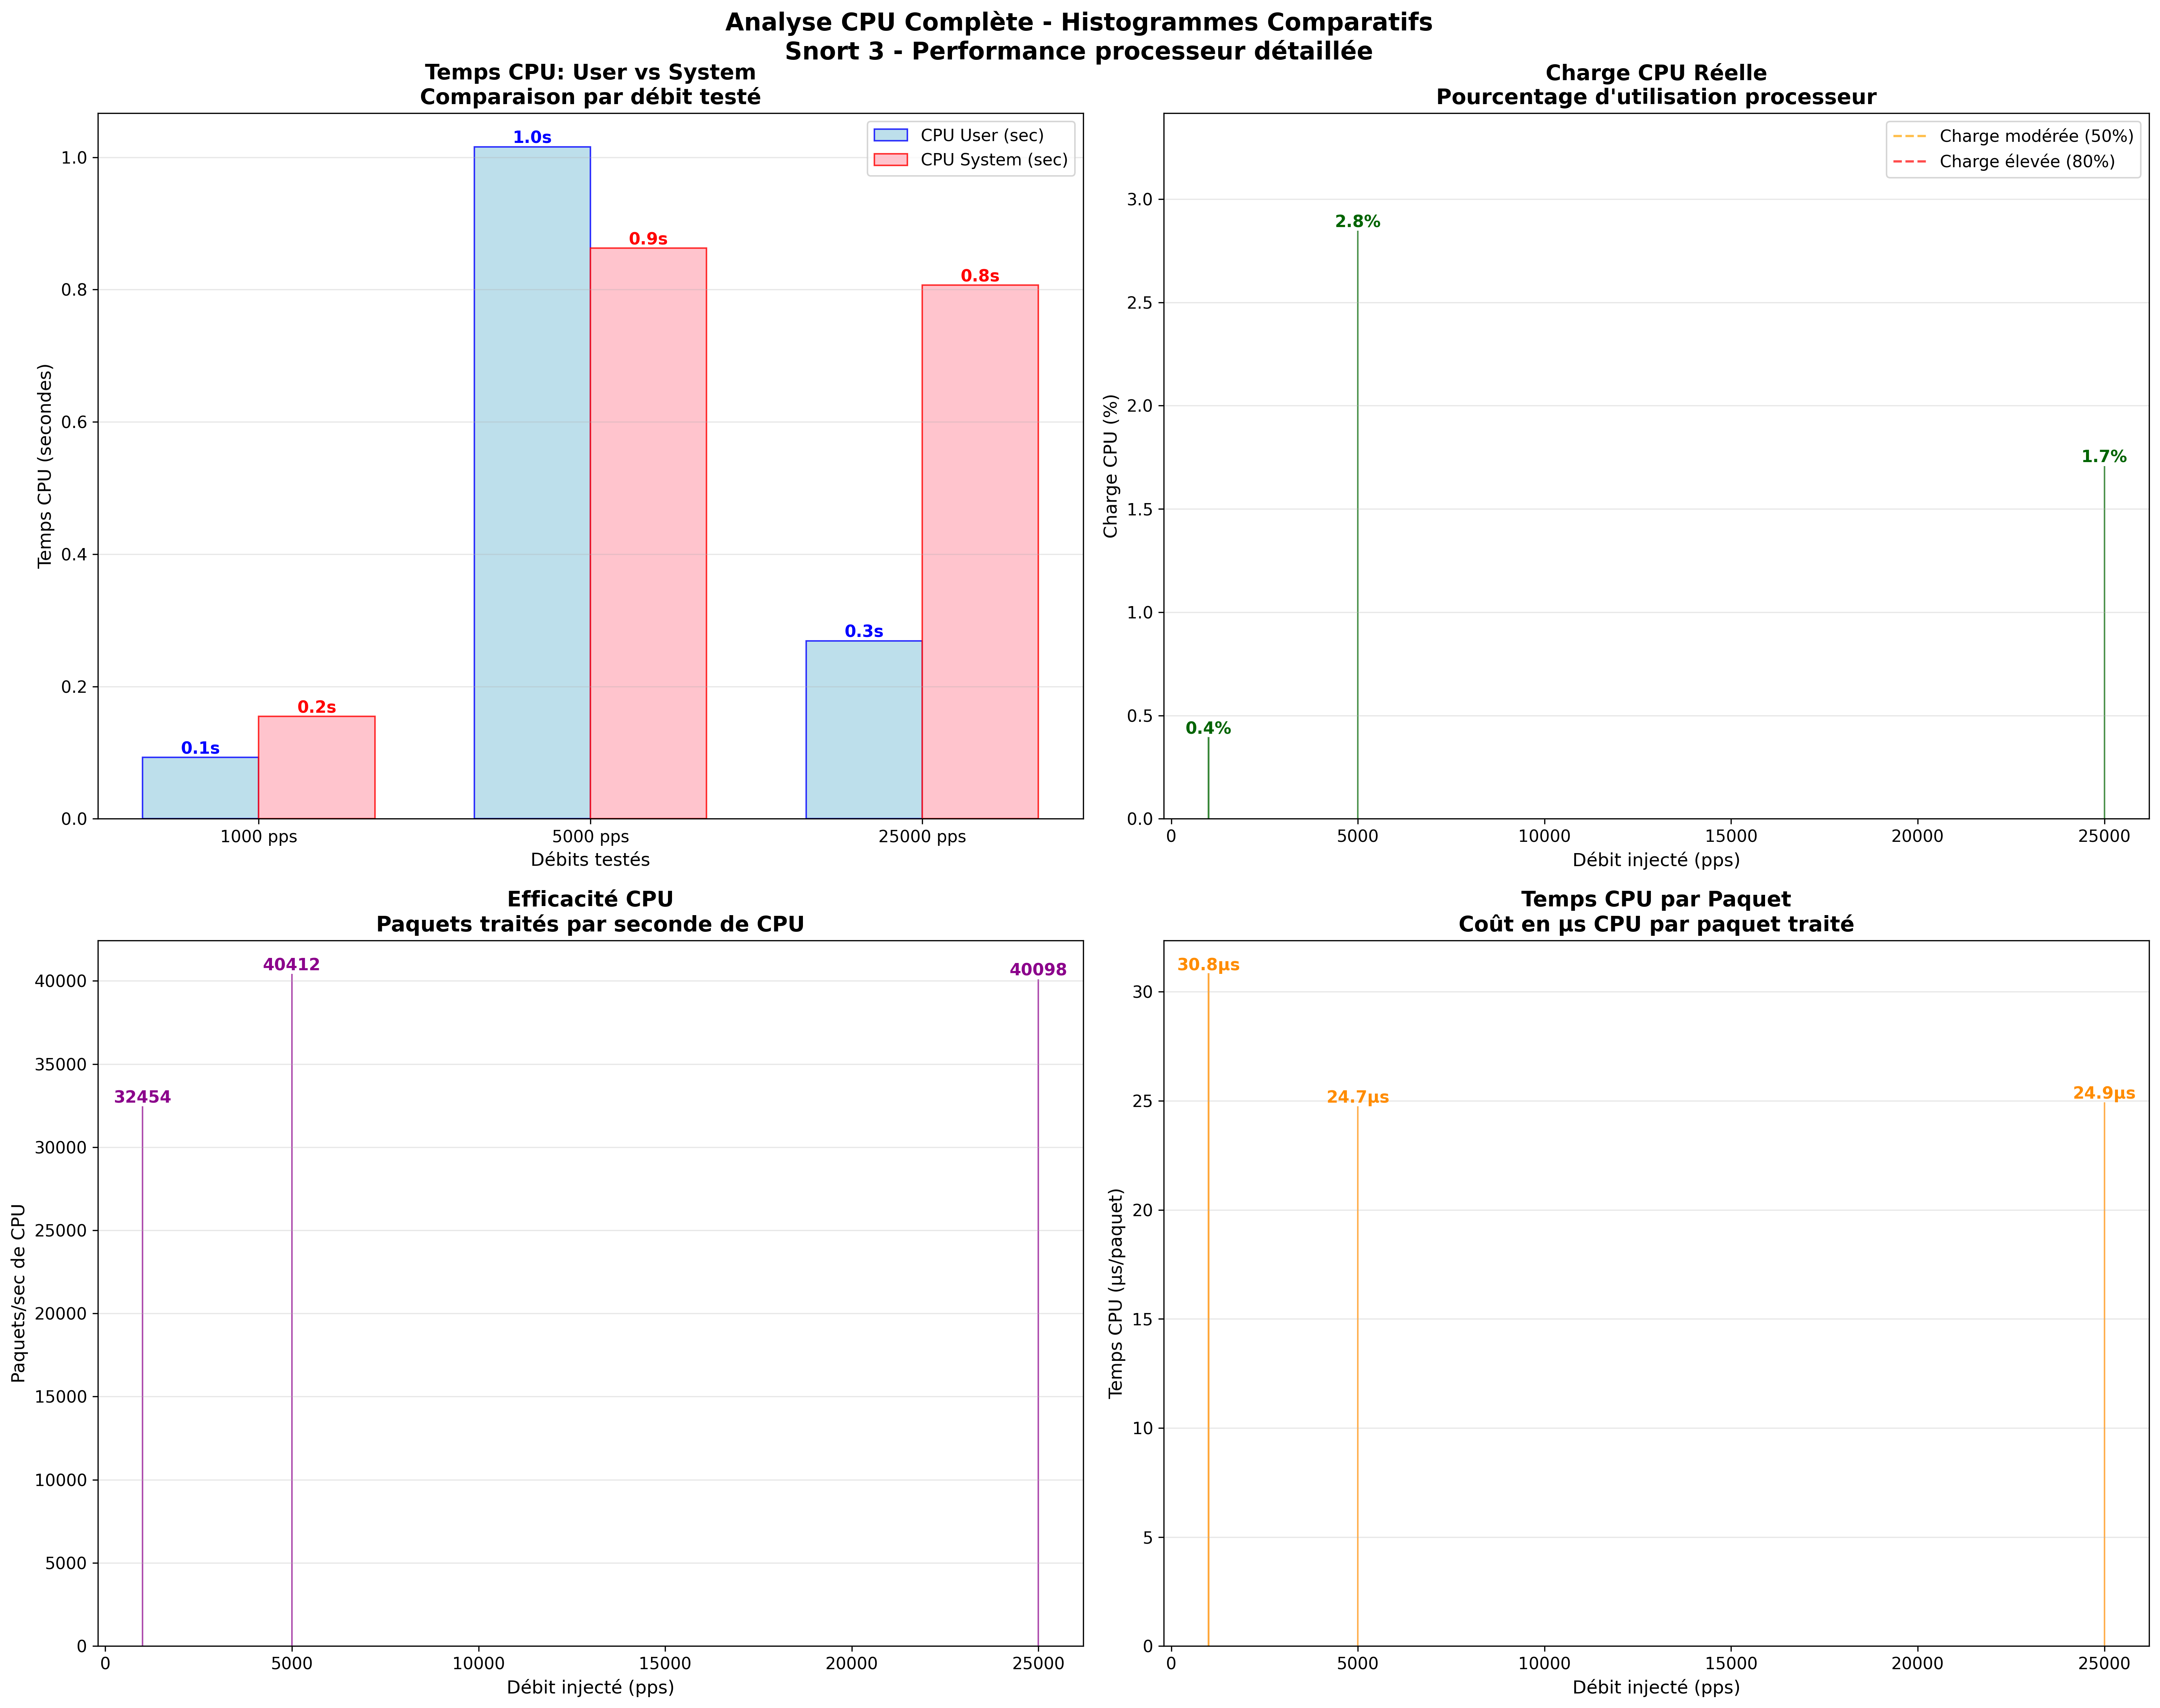 Analyse CPU Complète - Histogrammes Comparatifs
Snort 3 - Performance processeur détaillée
Temps CPU: User vs System
Comparaison par débit testé
CPU User (sec)
CPU System (sec)
1.0s
0.9s
0.8s
0.3s
0.2s
0.1s
1.0
0.8
0.6
0.4
0.2
0.0
Temps CPU (secondes)
1000 pps
5000 pps
25000 pps
Débits testés
Charge CPU Réelle
Pourcentage d'utilisation processeur
Charge modérée (50%)
Charge élevée (80%)
2.8%
1.7%
0.4%
3.0
2.5
2.0
1.5
1.0
0.5
0.0
Charge CPU (%)
0
5000
10000
15000
20000
25000
Débit injecté (pps)
Efficacité CPU
Paquets traités par seconde de CPU
40412
40098
32454
40000
35000
30000
25000
20000
15000
10000
5000
0
Paquets/sec de CPU
0
5000
10000
15000
20000
25000
Débit injecté (pps)
Temps CPU par Paquet
Coût en µs CPU par paquet traité
30.8µs
24.7µs
24.9µs
30
25
20
15
10
5
0
Temps CPU (µs/paquet)
0
5000
10000
15000
20000
25000
Débit injecté (pps)